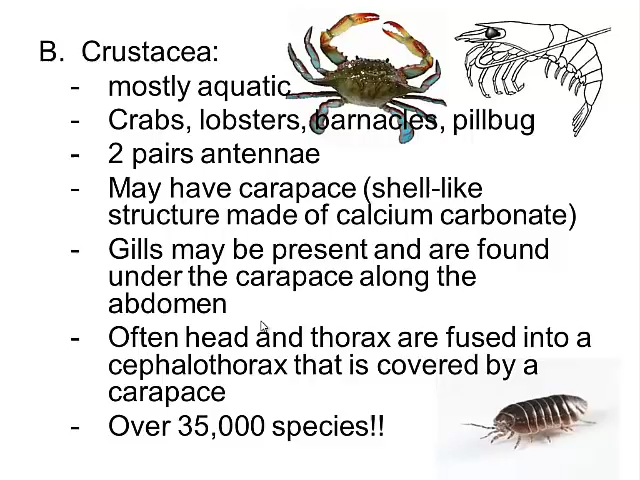 B. Crustacea:
- mostly aquatic
- Crabs, lobsters, barnacles, pillbug
- 2 pairs antennae
- May have carapace (shell-like
structure made of calcium carbonate)
- Gills may be present and are found
under the carapace along the
abdomen
- Often head and thorax are fused into a
cephalothorax that is covered by a
carapace
- Over 35,000 species!!